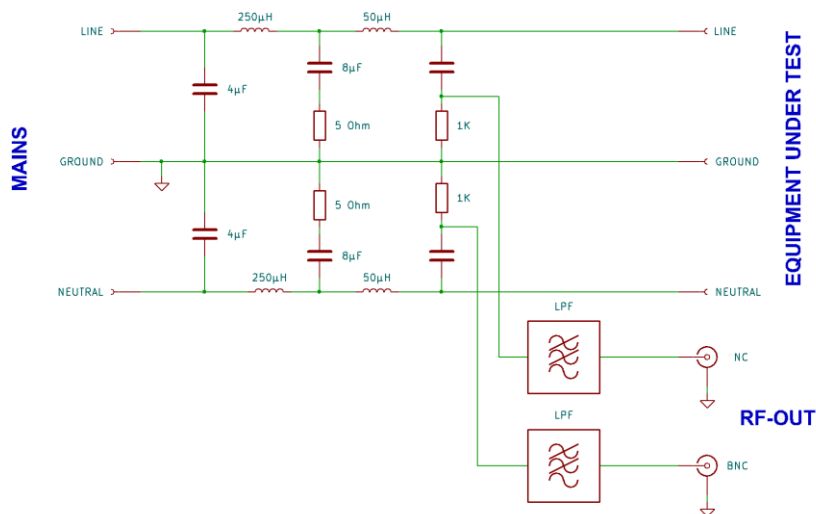 250µH
50µH
LINE
LINE
8µF
4µF
5 Ohm
1K
MAINS
GROUND
GROUND
EQUIPMENT UNDER TEST
5 Ohm
1K
4µF
8µF
250µH
50µH
NEUTRAL
NEUTRAL
LPF
NC
RF-OUT
LPF
BNC